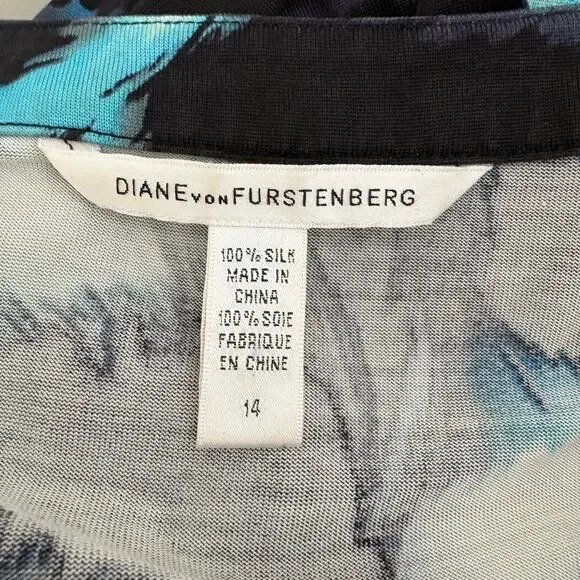 DIANE VON FURSTENBERG
100% SILK
MADE IN
CHINA
100% SOIE
FABRIQUE
EN CHINE
14